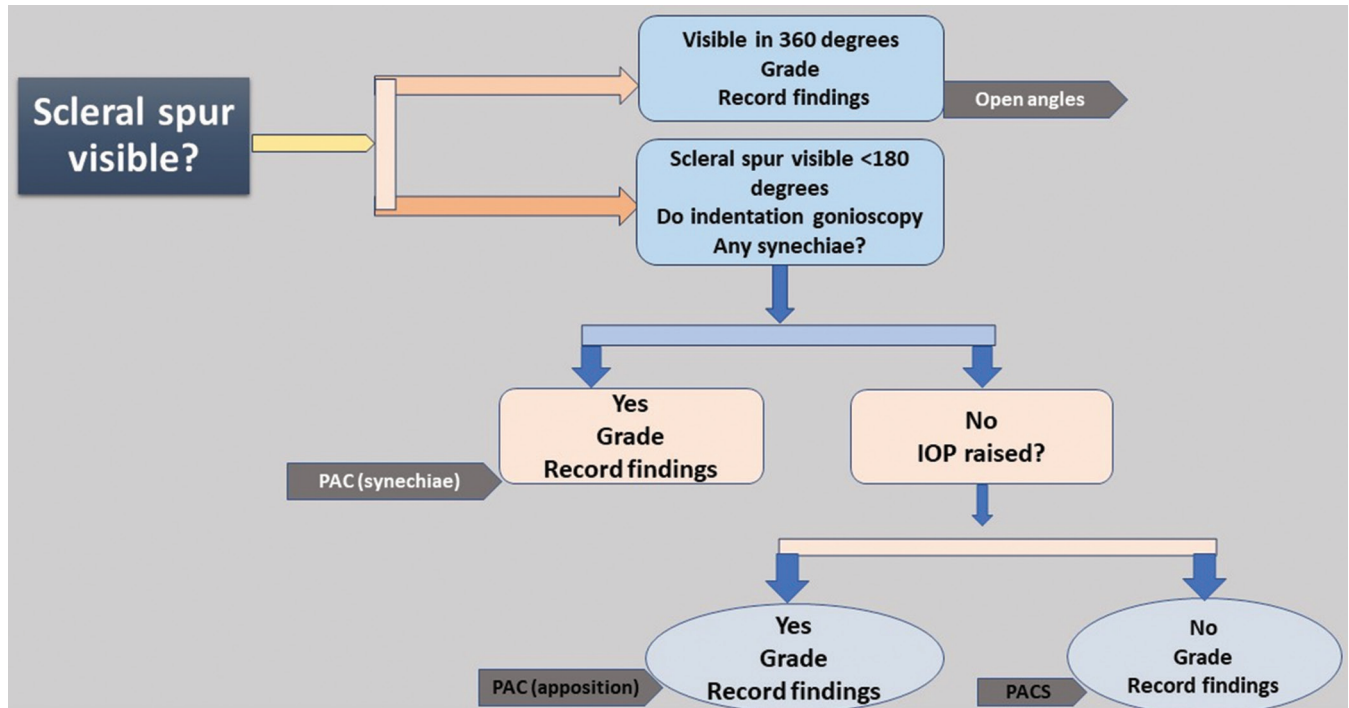 Scleral spur
visible?
Visible in 360 degrees
Grade
Record findings
Open angles
Scleral spur visible <180
degrees
Do indentation gonioscopy
Any synechiae?
Yes
Grade
Record findings
PAC (synechiae)
No
IOP raised?
Yes
Grade
Record findings
PAC (apposition)
No
Grade
Record findings
PACS